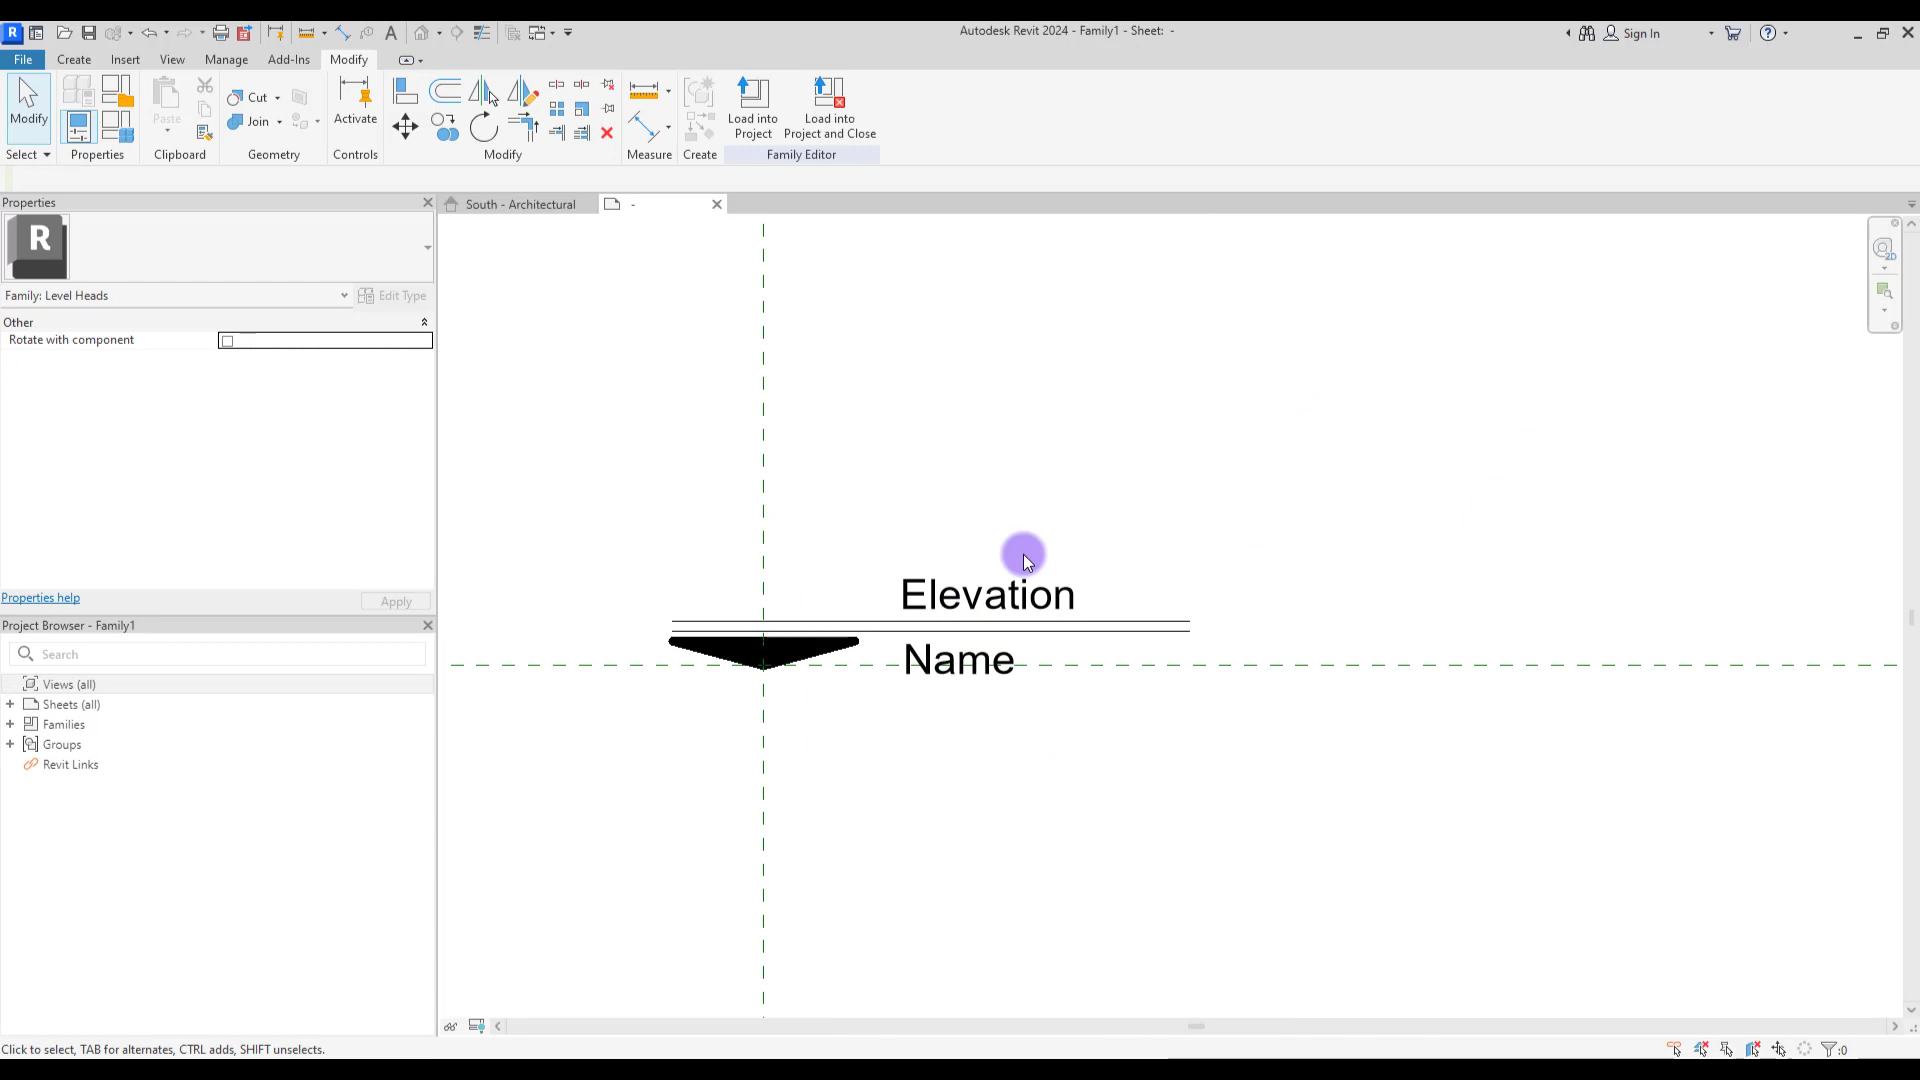 Autodesk Revit 2024 - Family1 - Sheet: -
Sign In
File
Create
Insert
View
Manage
Add-Ins
Modify
Modify
Select
Properties
Paste
Clipboard
Cut
Join
Geometry
Activate
Controls
Modify
Measure
Create
Load into
Project
Load into
Project and Close
Family Editor
Properties
South - Architectural
-
R
Family: Level Heads
Edit Type
Other
Rotate with component
Properties help
Apply
Project Browser - Family1
Search
Views (all)
Sheets (all)
Families
Groups
Revit Links
Elevation
Name
2D
Click to select, TAB for alternates, CTRL adds, SHIFT unselects.
:0